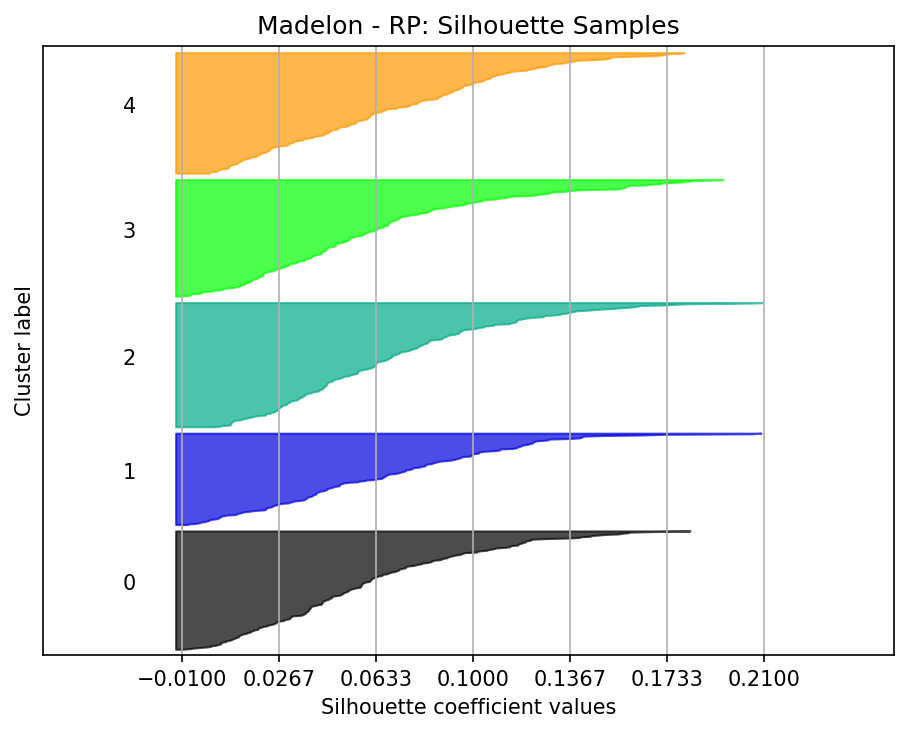 Madelon - RP: Silhouette Samples
4
3
2
1
0
Cluster label
−0.0100 0.0267 0.0633 0.1000 0.1367 0.1733 0.2100
Silhouette coefficient values